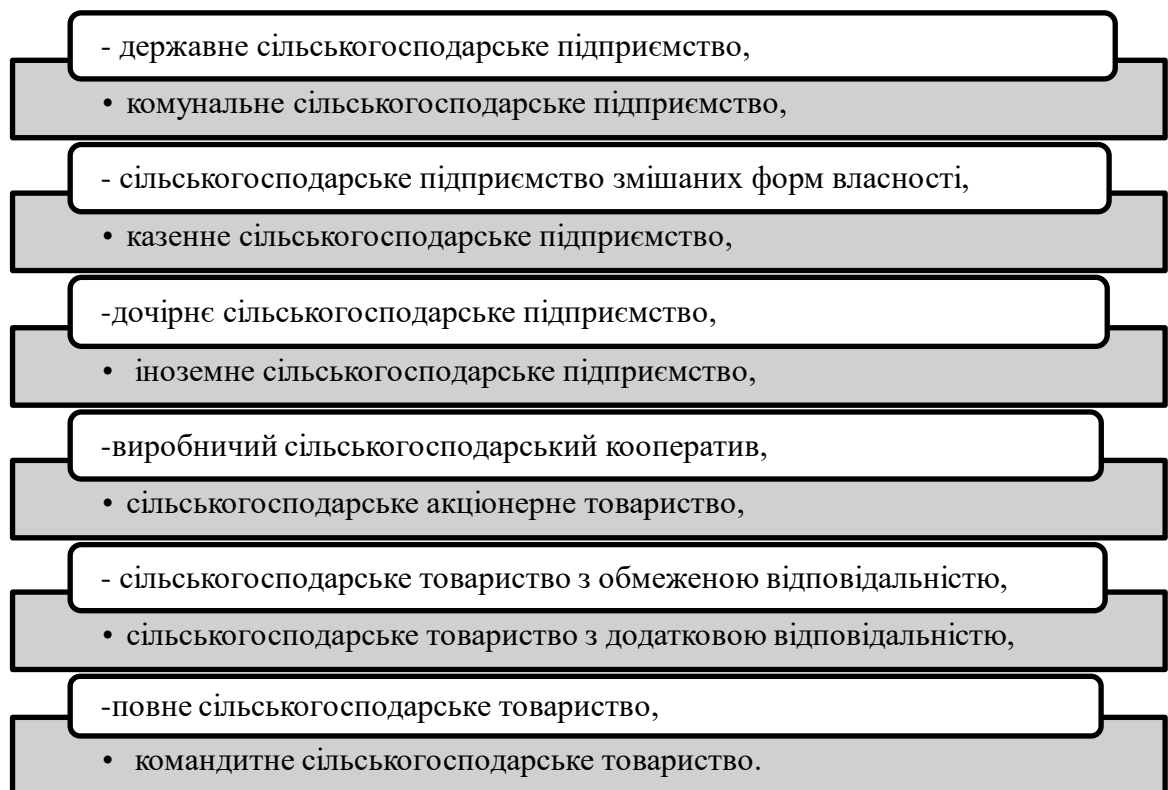 - державне сільськогосподарське підприємство,
• комунальне сільськогосподарське підприємство,
- сільськогосподарське підприємство змішаних форм власності,
• казенне сільськогосподарське підприємство,
-дочірнє сільськогосподарське підприємство,
• іноземне сільськогосподарське підприємство,
-виробничий сільськогосподарський кооператив,
• сільськогосподарське акціонерне товариство,
- сільськогосподарське товариство з обмеженою відповідальністю,
• сільськогосподарське товариство з додатковою відповідальністю,
-повне сільськогосподарське товариство,
• командитне сільськогосподарське товариство.